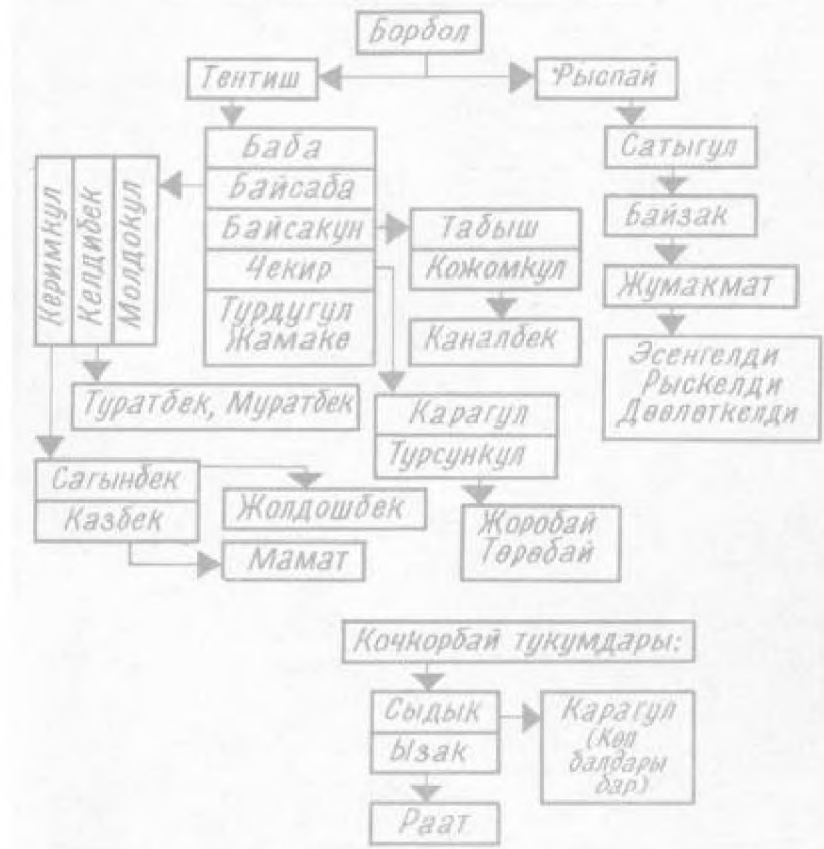 Борбол
Тентиш
Рыспай
Баба
Байсаба
Байсакун
Чекир
Турдугул
Жамаке
Керимкул
Келдибек
Молдокул
Табыш
Кожомкул
Каналбек
Сатыгул
Байзак
Жумакмат
Эсенгелди
Рыскелди
Дөөлөткелди
Туратбек, Муратбек
Карагул
Турсункул
Сагынбек
Казбек
Жолдошбек
Мамат
Жоробай
Төрөбай
Кочкорбай тукумдары:
Сыдык
Ызак
Карагул
(Көп
балдары
бар)
Раат